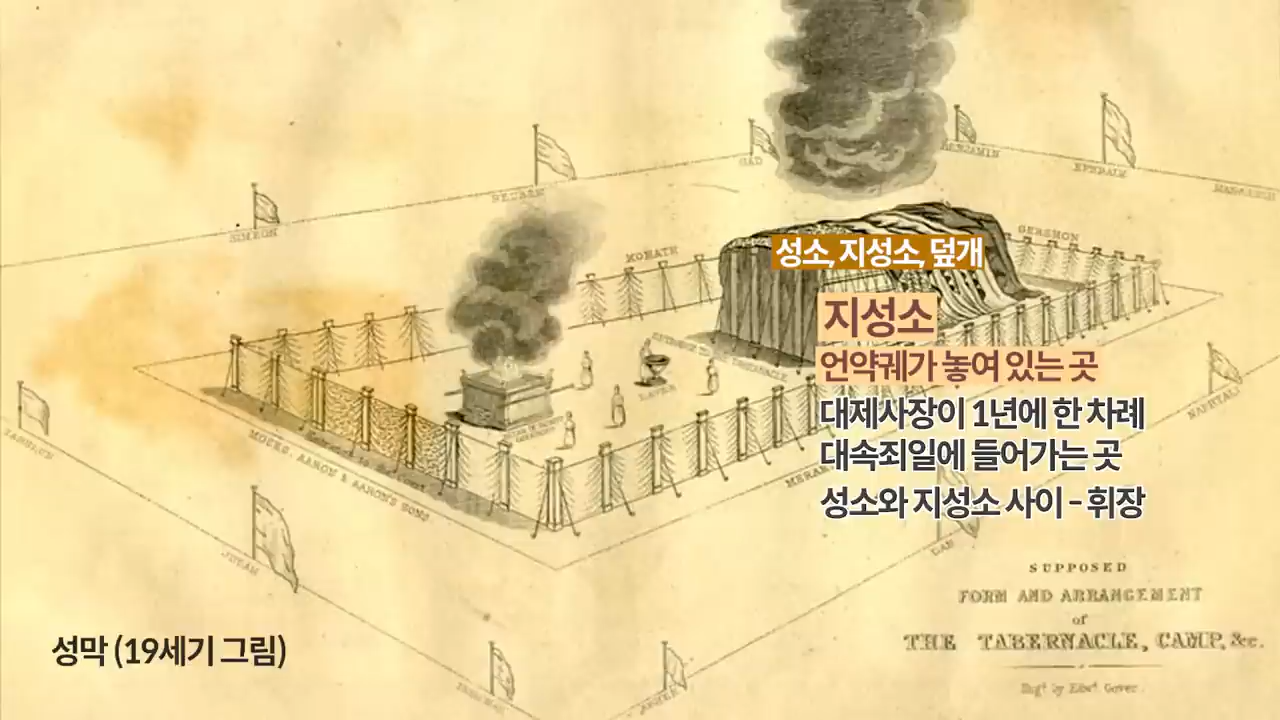 GAD
BENJAMIN
EPHRAIM
MANASSEH
REUBEN
SIMEON
GERSHON
KOHATH
성소, 지성소, 덮개
지성소
언약궤가 놓여 있는 곳
대제사장이 1년에 한 차례
대속죄일에 들어가는 곳
성소와 지성소 사이 - 휘장
LAVER
NAPHTALI
MOSES, AARON & AARON'S SONS
DAN
JUDAH
ASHER
성막 (19세기 그림)
SUPPOSED
FORM AND ARRANGEMENT
of
THE TABERNACLE, CAMP, &c.
Engd by Edwd Gover.